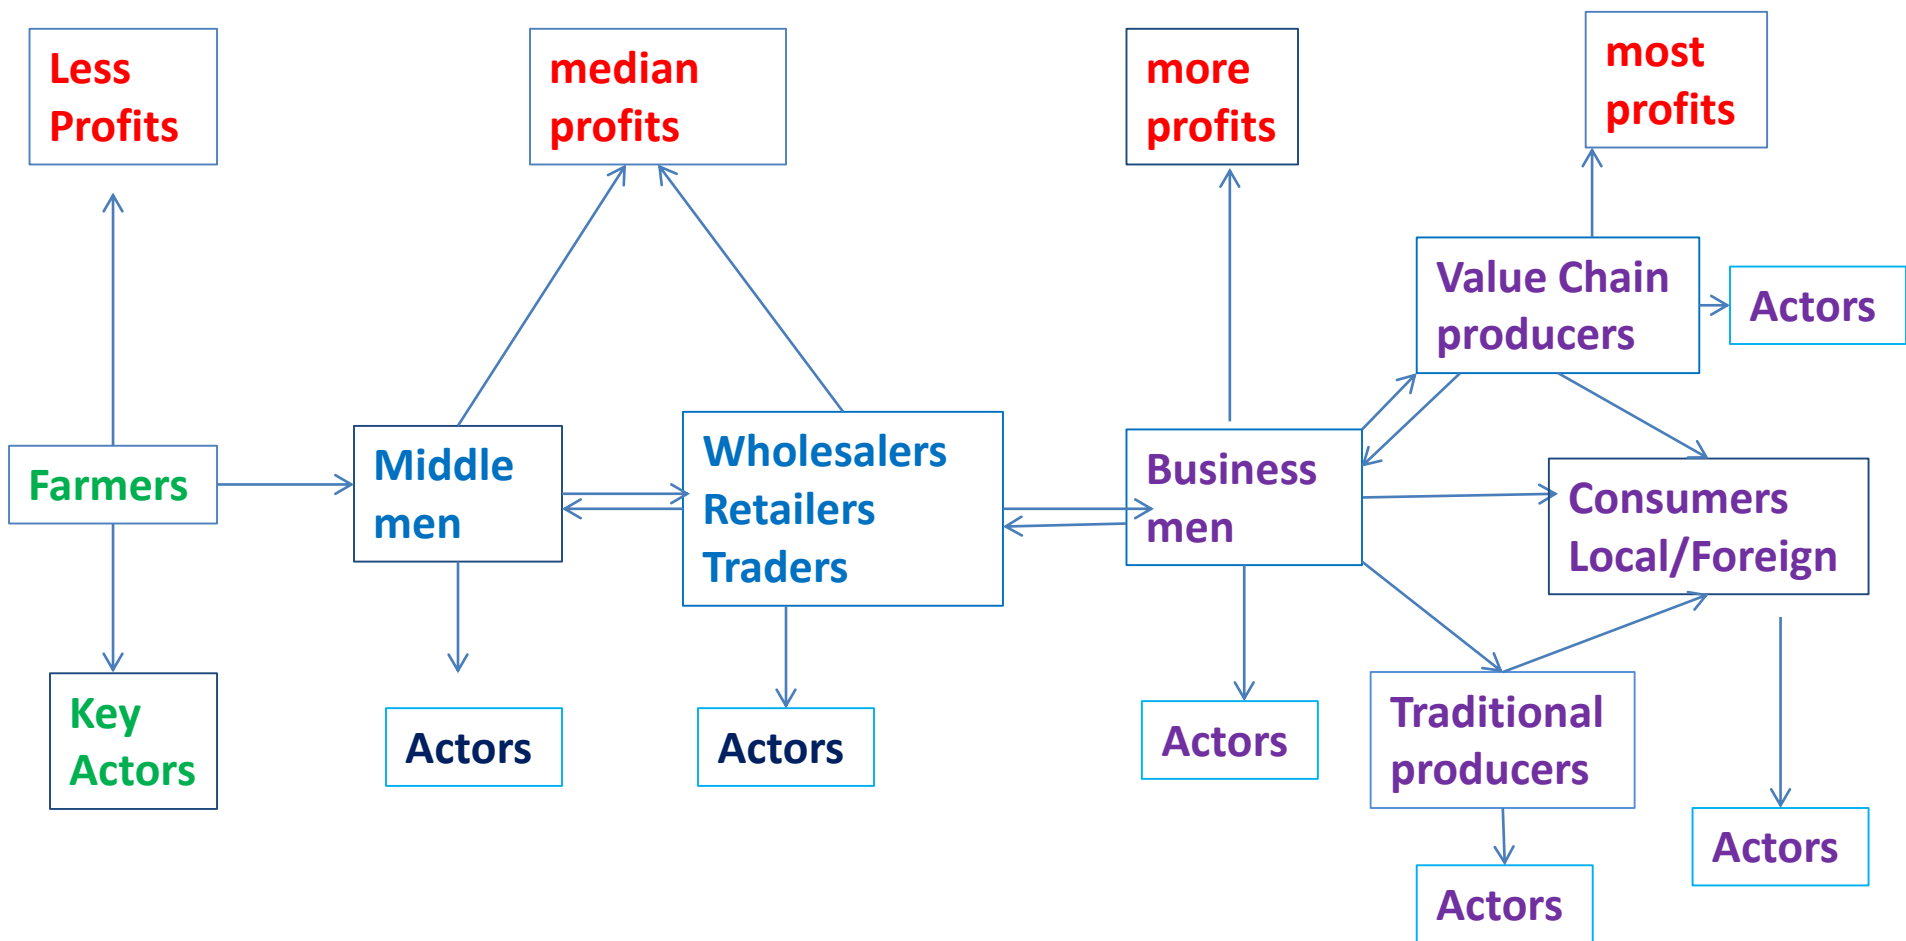 Less
Profits
median
profits
more
profits
most
profits
Value Chain
producers
Actors
Farmers
Middle
men
Wholesalers
Retailers
Traders
Business
men
Consumers
Local/Foreign
Key
Actors
Actors
Actors
Actors
Traditional
producers
Actors
Actors